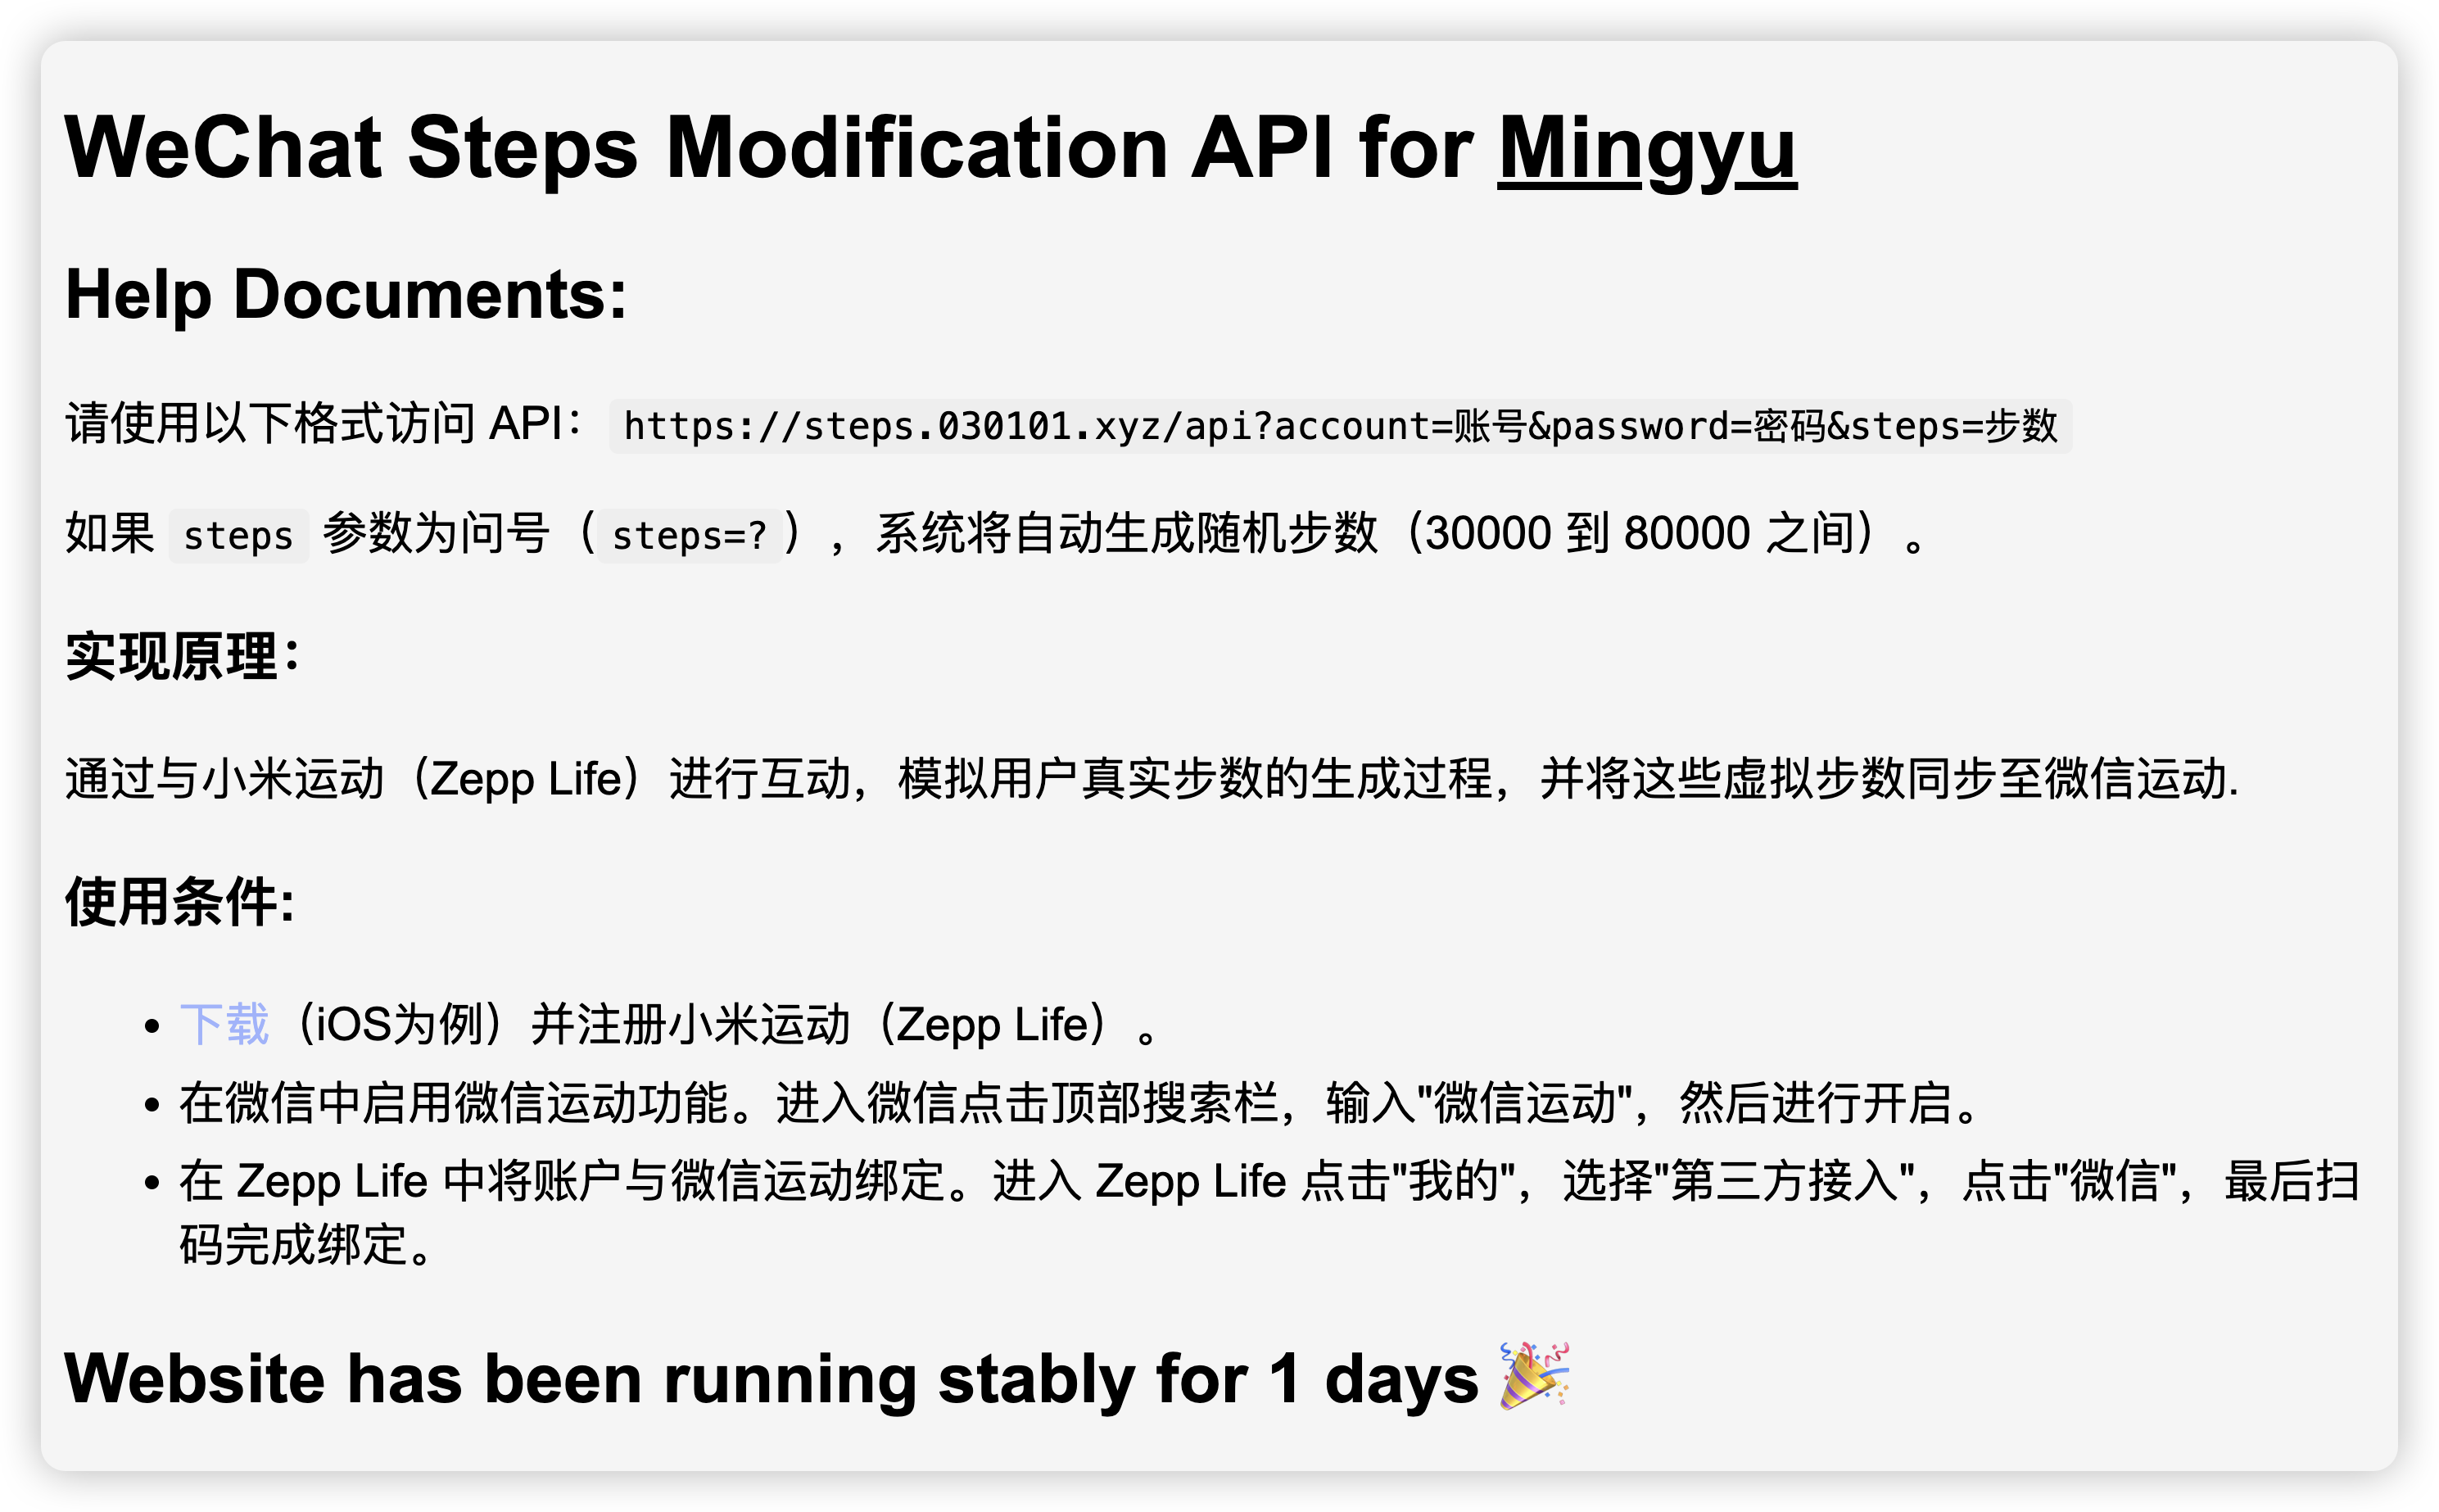 WeChat Steps Modification API for Mingyu
Help Documents:
请使用以下格式访问 API：https://steps.030101.xyz/api?account=账号&password=密码&steps=步数
如果 steps 参数为问号（steps=?），系统将自动生成随机步数（30000 到 80000 之间）。
实现原理：
通过与小米运动（Zepp Life）进行互动，模拟用户真实步数的生成过程，并将这些虚拟步数同步至微信运动.
使用条件:
下载（iOS为例）并注册小米运动（Zepp Life）。
在微信中启用微信运动功能。进入微信点击顶部搜索栏，输入"微信运动"，然后进行开启。
在 Zepp Life 中将账户与微信运动绑定。进入 Zepp Life 点击"我的"，选择"第三方接入"，点击"微信"，最后扫
码完成绑定。
Website has been running stably for 1 days 🎉